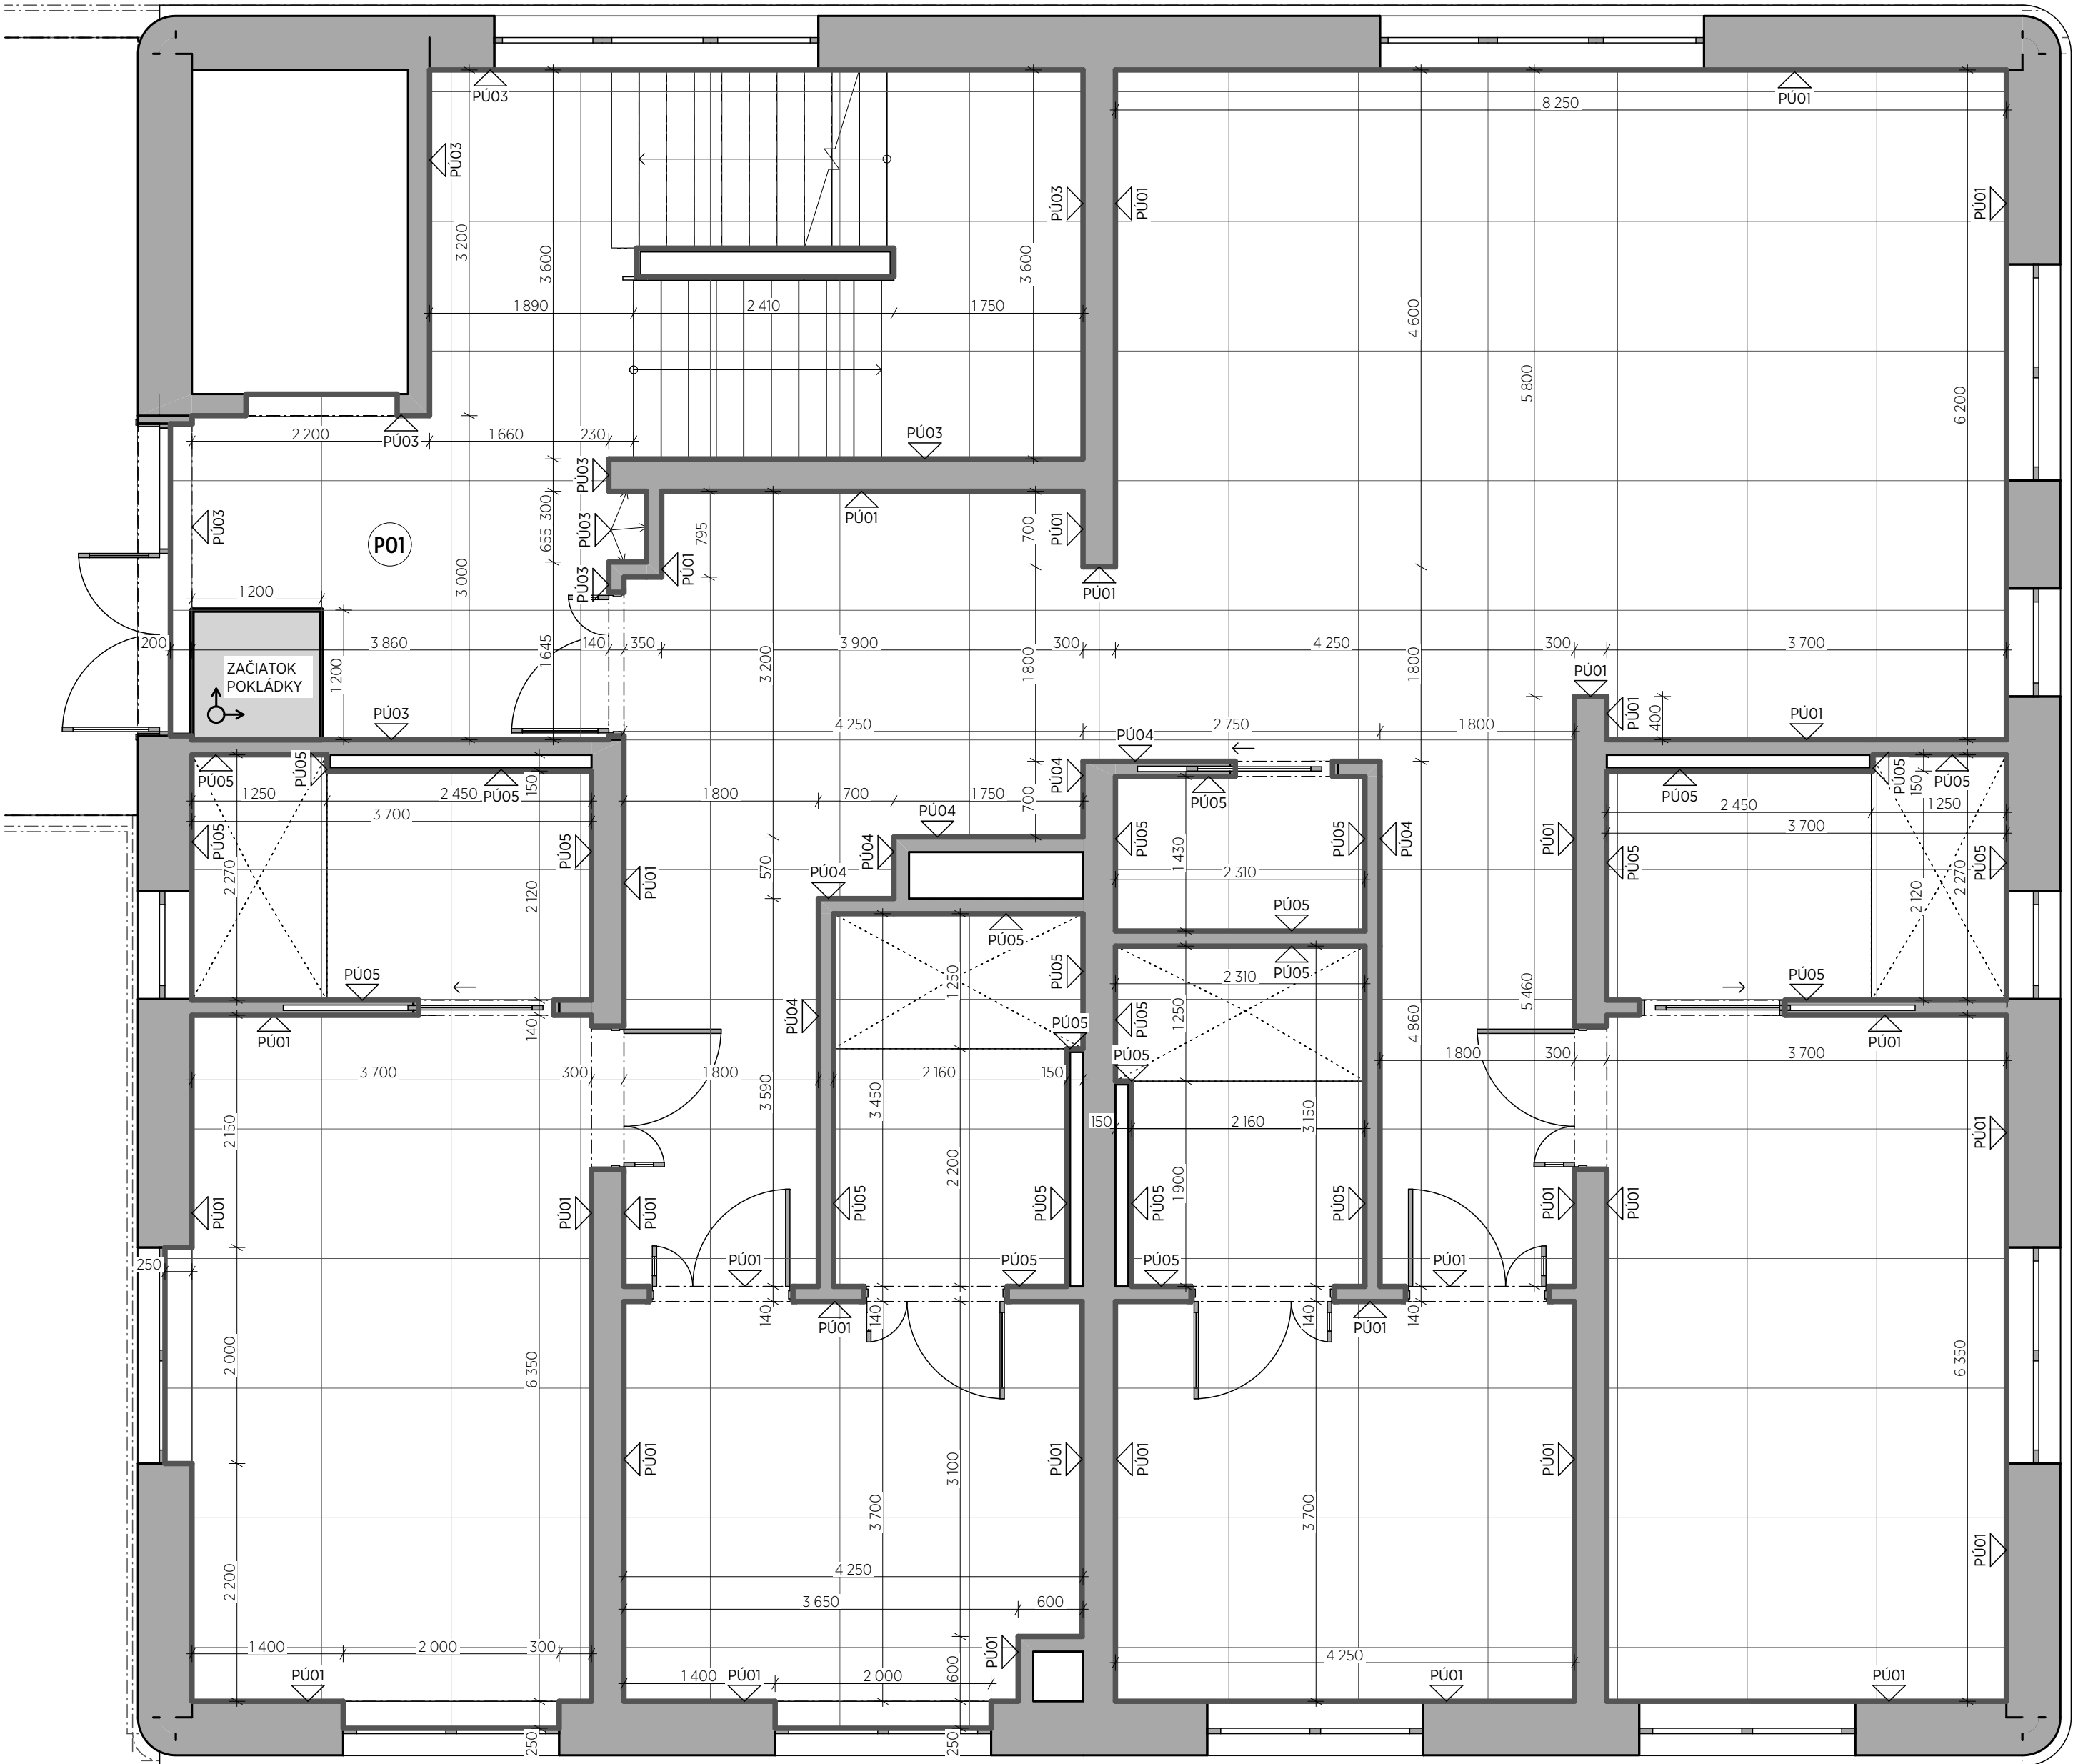 PÚ03
PÚ01
8 250
PÚ03
PÚ03
PÚ01
PÚ01
3 200
3 600
3 600
4 600
5 800
6 200
1 890
2 410
1 750
2 200
1 660
230
PÚ03
PÚ03
PÚ03
PÚ03
300
PÚ01
PÚ03
P01
PÚ03
655
795
PÚ01
700
PÚ01
3 000
PÚ03
PÚ01
1 200
200
3 860
1 645
140
350
3 900
300
4 250
300
3 700
ZAČIATOK
POKLÁDKY
1 200
3 200
1 800
1 800
PÚ01
PÚ03
PÚ01
400
PÚ01
4 250
2 750
1 800
PÚ04
PÚ05
PÚ05
150
PÚ04
PÚ05
150
PÚ05
1 250
2 450
PÚ05
1 800
700
1 750
700
PÚ05
PÚ05
2 450
1 250
3 700
PÚ04
3 700
PÚ05
PÚ05
PÚ04
PÚ05
1 430
PÚ05
PÚ04
PÚ01
PÚ05
PÚ05
2 270
2 120
PÚ01
570
PÚ04
2 310
2 120
2 270
PÚ05
PÚ05
PÚ05
PÚ05
PÚ05
2 310
PÚ05
1 250
PÚ04
PÚ05
1 250
4 860
5 460
PÚ01
140
PÚ05
PÚ05
PÚ01
3 700
300
1 800
3 590
2 160
150
1 800
300
3 700
2 150
3 450
150
2 160
3 150
PÚ01
2 200
1 900
PÚ01
PÚ01
PÚ01
PÚ05
PÚ05
PÚ05
PÚ05
PÚ01
PÚ01
250
PÚ01
PÚ05
PÚ05
PÚ01
140
PÚ01
140
140
PÚ01
140
2 000
6 350
6 350
PÚ01
PÚ01
PÚ01
PÚ01
3 100
3 700
3 700
PÚ01
2 200
4 250
3 650
600
1 400
2 000
300
PÚ01
4 250
PÚ01
PÚ01
1 400
2 000
600
PÚ01
PÚ01
250
250